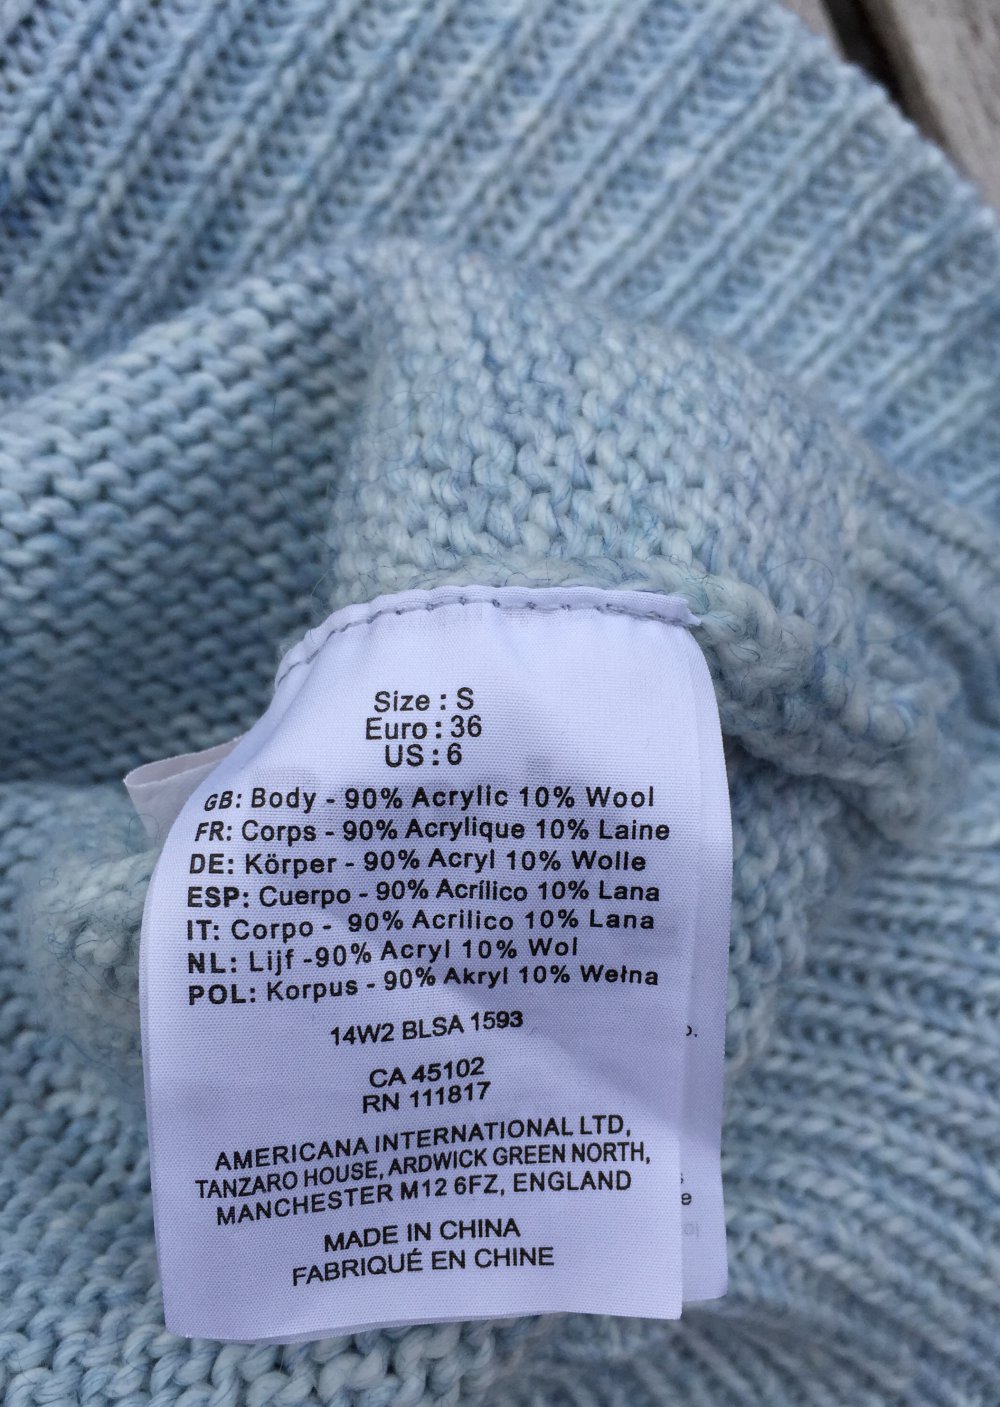 Size : S
Euro : 36
US : 6
GB: Body - 90% Acrylic 10% Wool
FR: Corps - 90% Acrylique 10% Laine
DE: Körper - 90% Acryl 10% Wolle
ESP: Cuerpo - 90% Acrílico 10% Lana
IT: Corpo - 90% Acrilico 10% Lana
NL: Lijf -90% Acryl 10% Wol
POL: Korpus - 90% Akryl 10% Wełna
14W2 BLSA 1593
CA 45102
RN 111817
AMERICANA INTERNATIONAL LTD,
TANZARO HOUSE, ARDWICK GREEN NORTH,
MANCHESTER M12 6FZ, ENGLAND
MADE IN CHINA
FABRIQUÉ EN CHINE